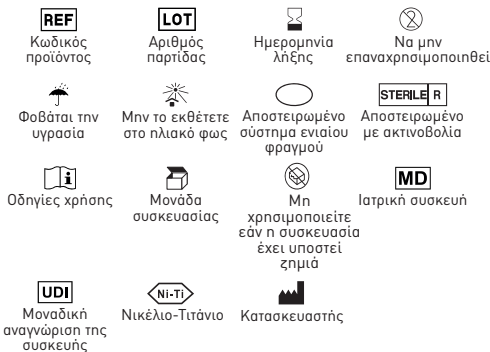 REF
LOT
Κωδικός
προϊόντος
Αριθμός
παρτίδας
Ημερομηνία
λήξης
Να μην
επαναχρησιμοποιηθεί
STERILE R
Φοβάται την
υγρασία
Μην το εκθέτετε
στο ηλιακό φως
Αποστειρωμένο
σύστημα ενιαίου
φραγμού
Αποστειρωμένο
με ακτινοβολία
MD
Οδηγίες χρήσης
Μονάδα
συσκευασίας
Μη
χρησιμοποιείτε
εάν η συσκευασία
έχει υποστεί
ζημιά
Ιατρική συσκευή
UDI
Ni-Ti
Μοναδική
αναγνώριση της
συσκευής
Νικέλιο-Τιτάνιο
Κατασκευαστής